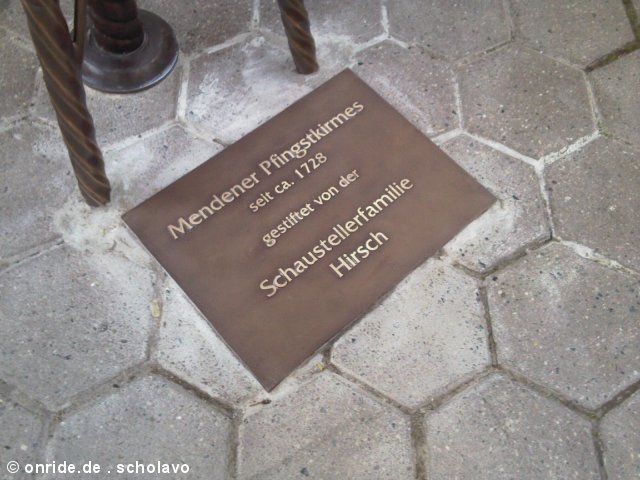 Mendener Pfingstkirmes
seit ca. 1728
gestiftet von der
Schaustellerfamilie
Hirsch
© onride.de . scholavo